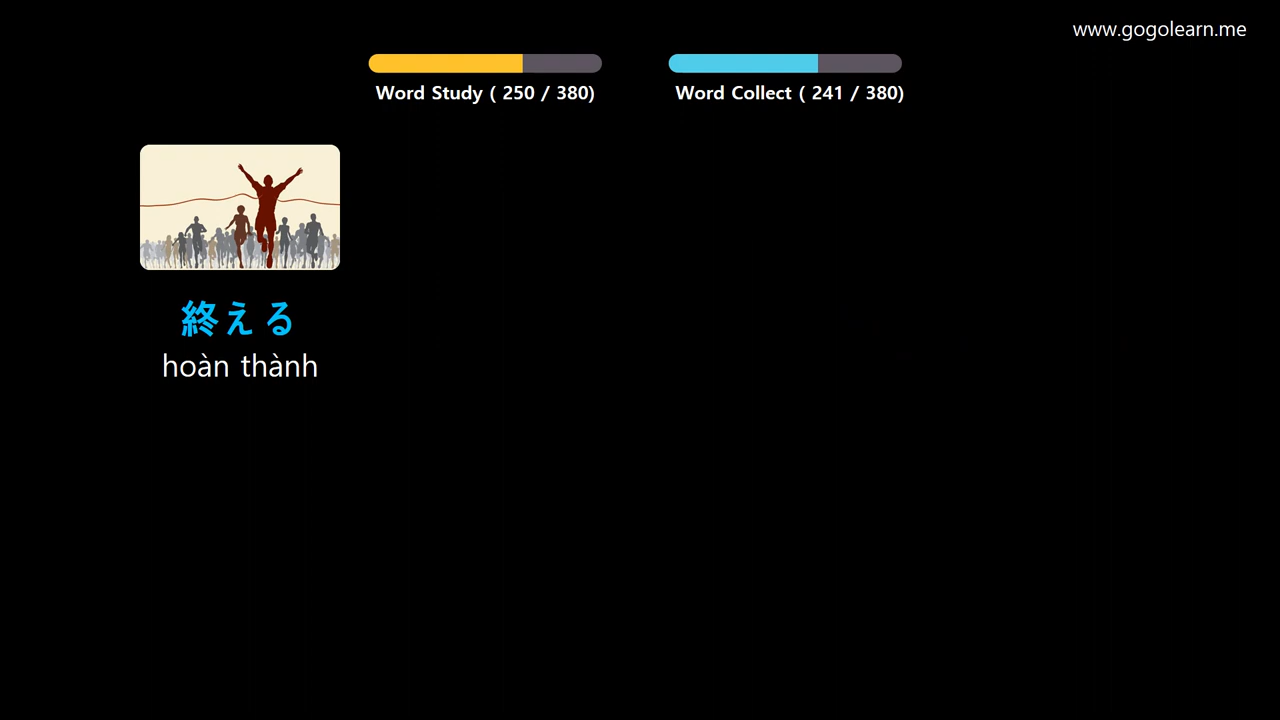 www.gogolearn.me
Word Study ( 250 / 380)
Word Collect ( 241 / 380)
終える
hoàn thành